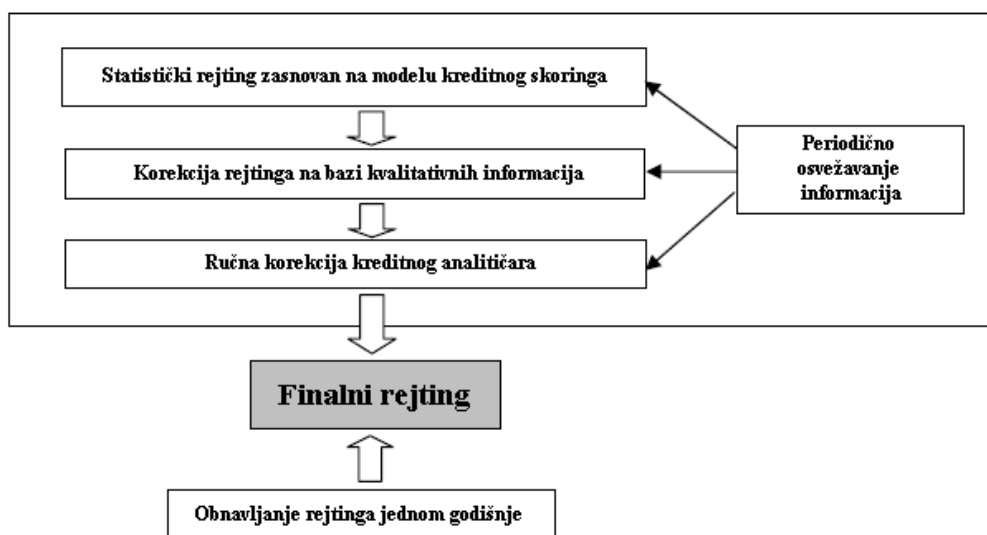 Statistički rejting zasnovan na modelu kreditnog skoringa
Korekcija rejtinga na bazi kvalitativnih informacija
Ručna korekcija kreditnog analitičara
Periodično
osvežavanje
informacija
Finalni rejting
Obnavljanje rejtinga jednom godišnje